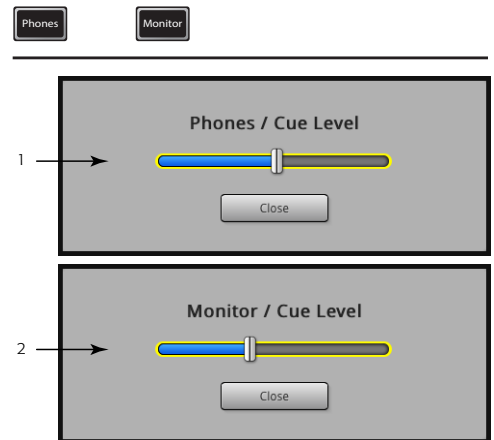 Phones Monitor
Phones / Cue Level
1
Close
Monitor / Cue Level
2
Close